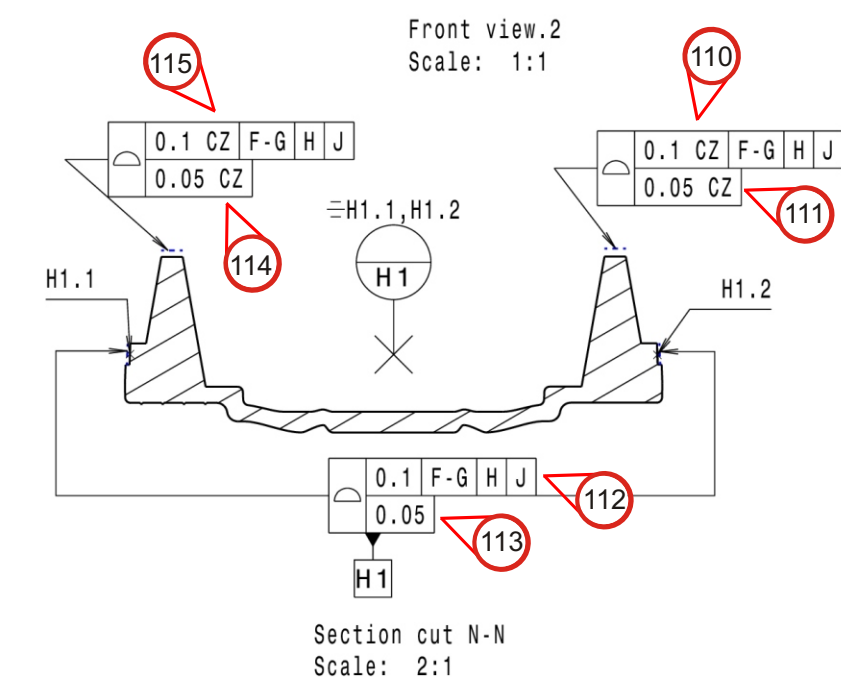 Front view.2
Scale: 1:1
115
110
0.1 CZ F-G H J
0.05 CZ
0.1 CZ F-G H J
0.05 CZ
111
114
=H1.1,H1.2
H1
H1.1
H1.2
0.1 F-G H J
0.05
112
113
H1
Section cut N-N
Scale: 2:1